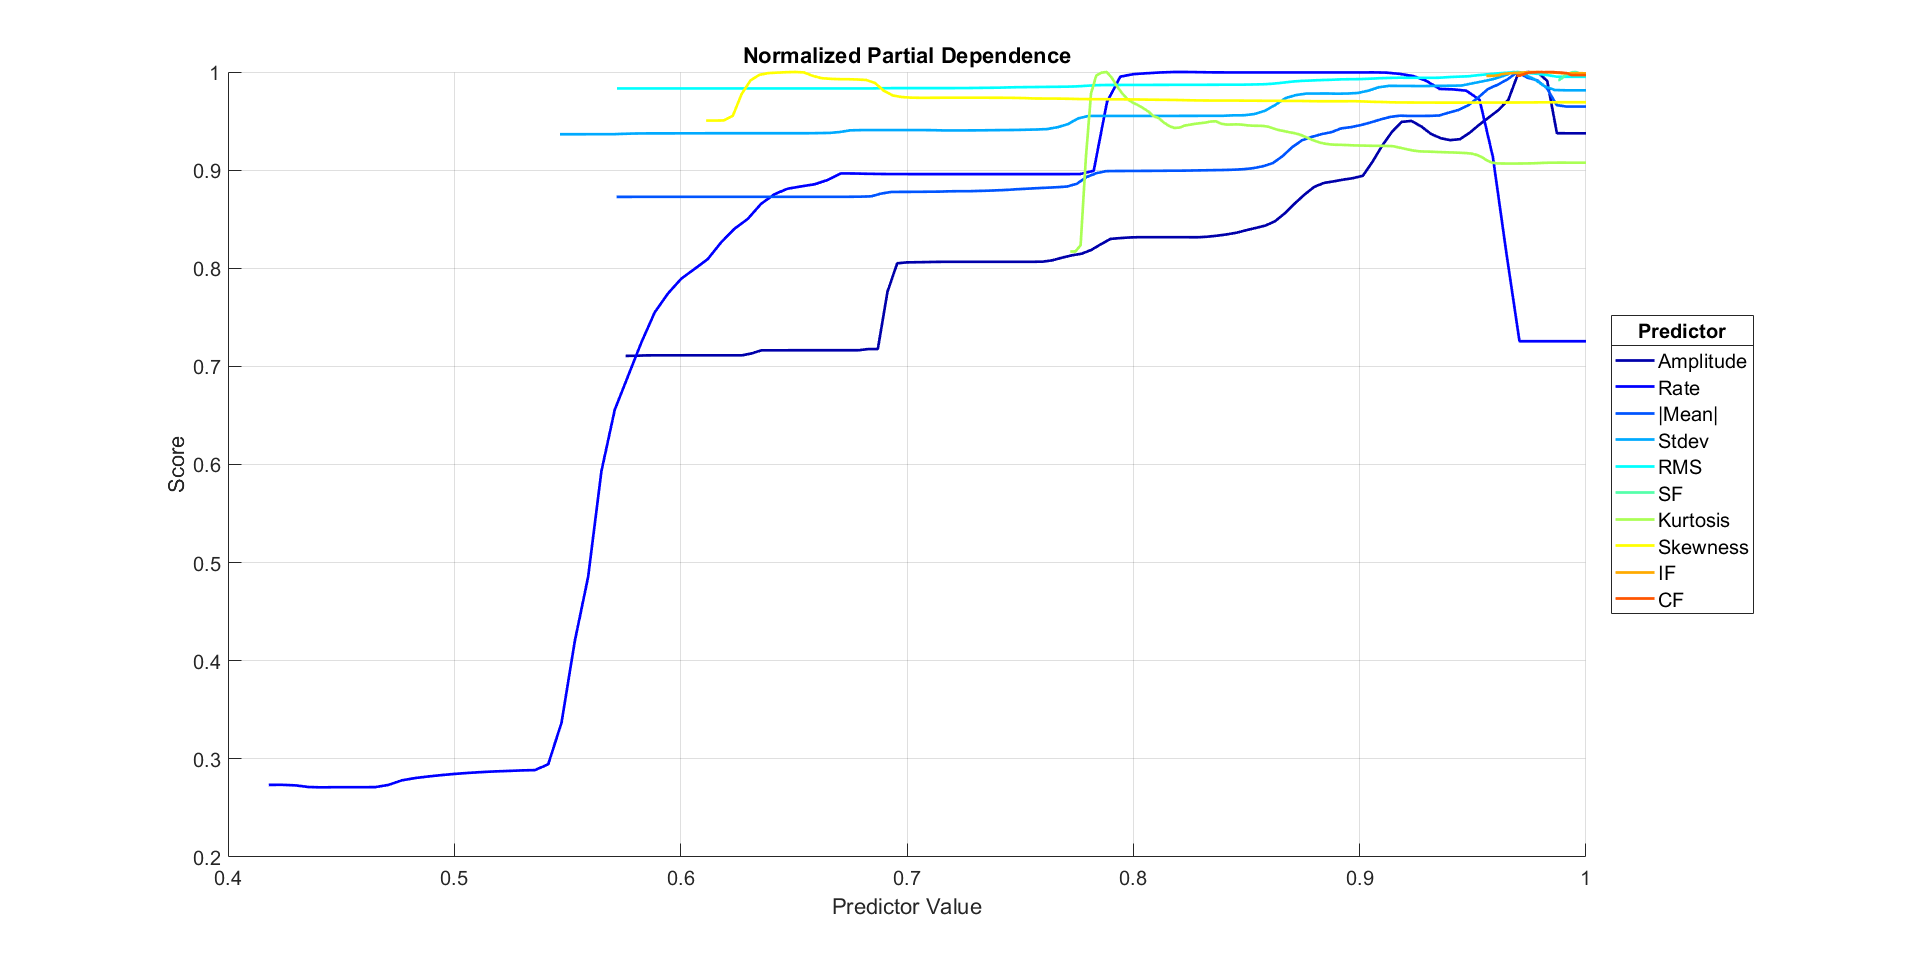 Normalized Partial Dependence
1
0.9
0.8
0.7
0.6
0.5
0.4
0.3
0.2
Score
0.4 0.5 0.6 0.7 0.8 0.9 1
Predictor Value
Predictor
Amplitude
Rate
|Mean|
Stdev
RMS
SF
Kurtosis
Skewness
IF
CF